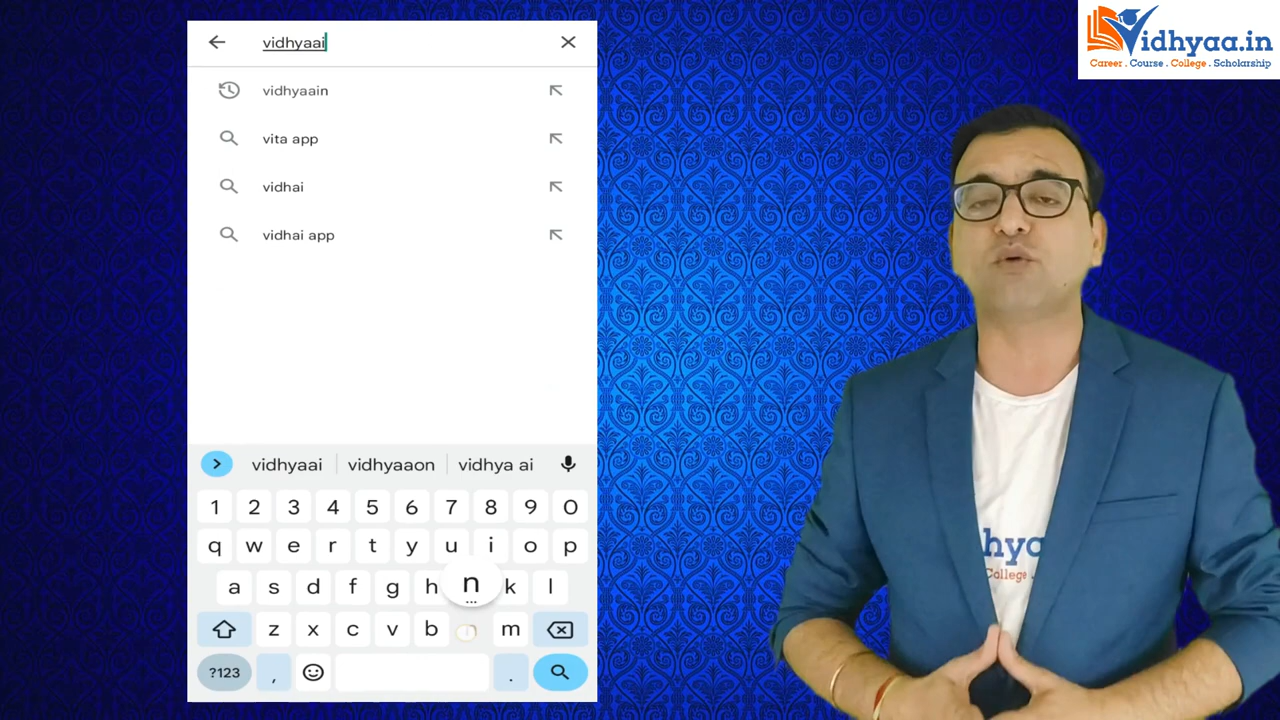 vidhyaai
vidhyaain
vita app
vidhai
vidhai app
vidhyaai vidhyaaon vidhya ai
1 2 3 4 5 6 7 8 9 0
q w e r t y u i o p
a s d f g h n k l
z x c v b m
?123 , .
Vidhyaa.in
Career . Course . College . Scholarship
hya
College .